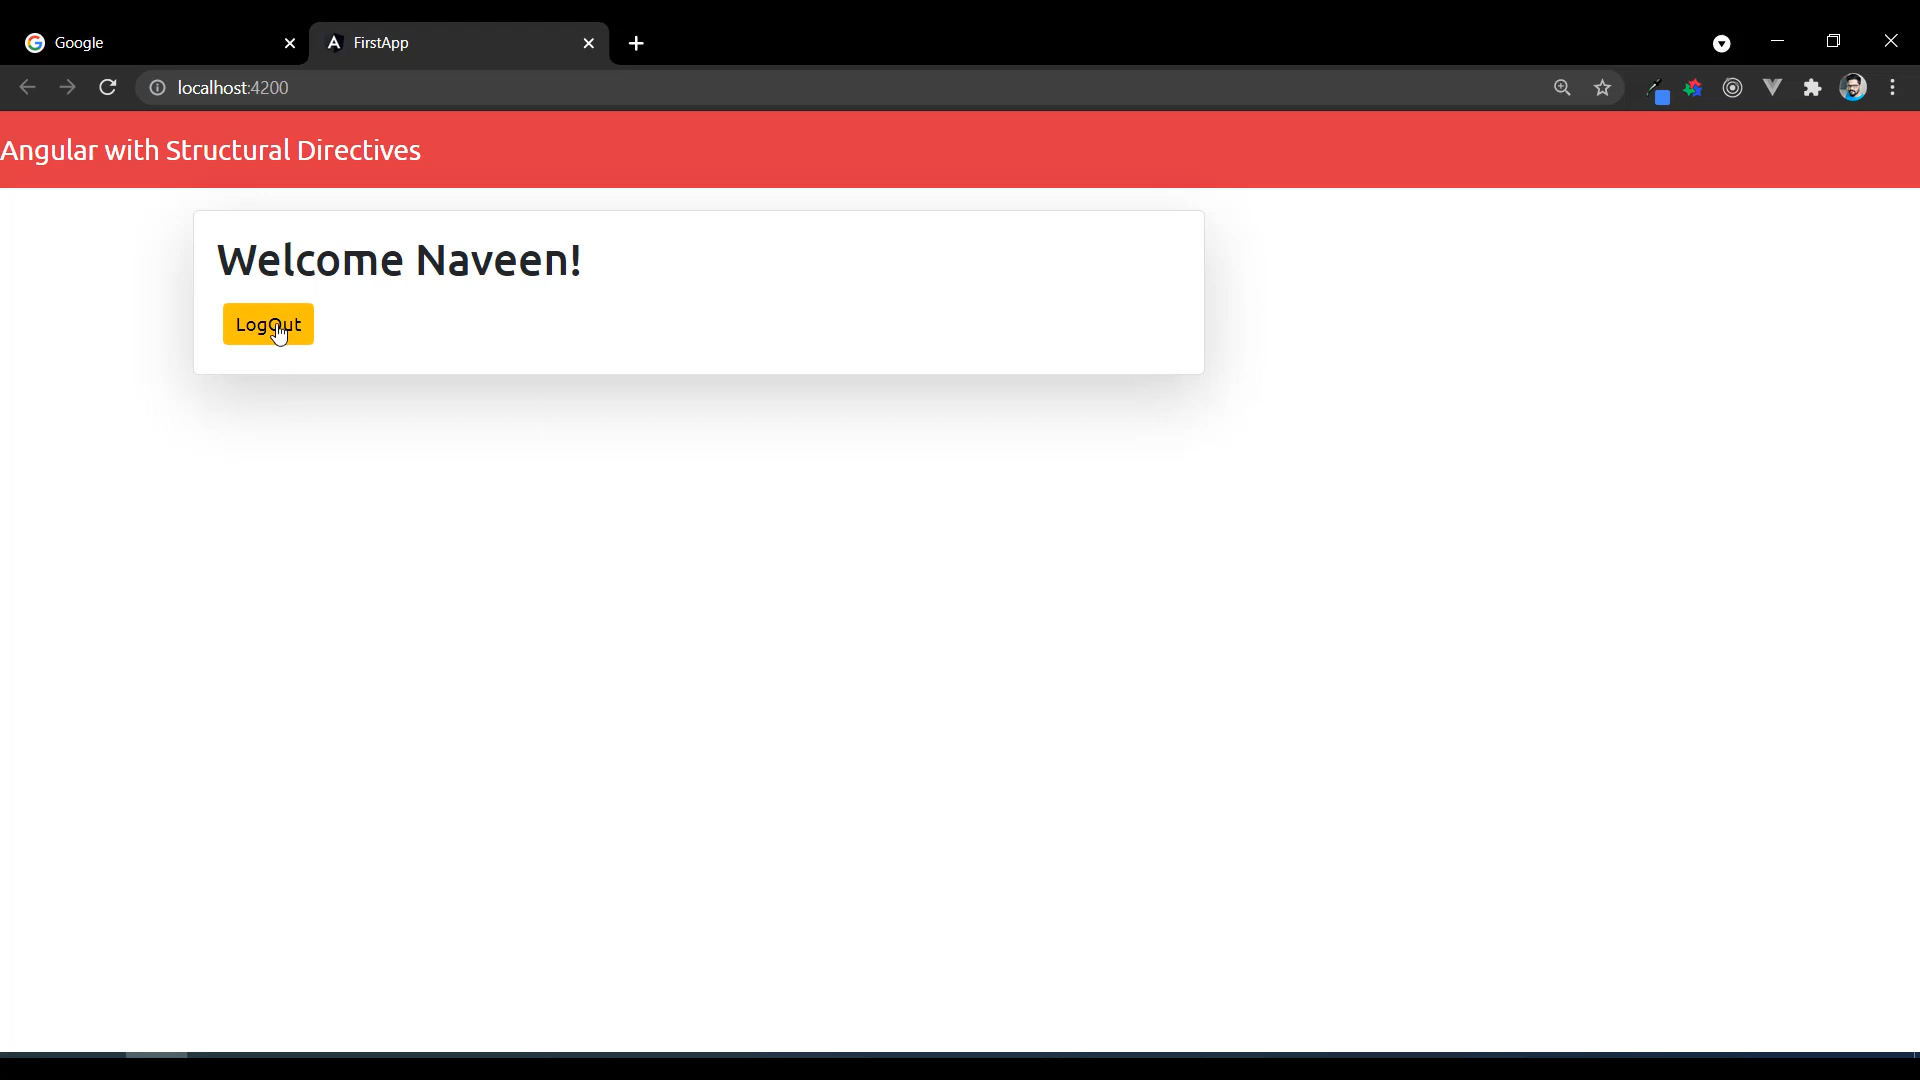 Google
FirstApp
localhost:4200
Angular with Structural Directives
Welcome Naveen!
LogOut